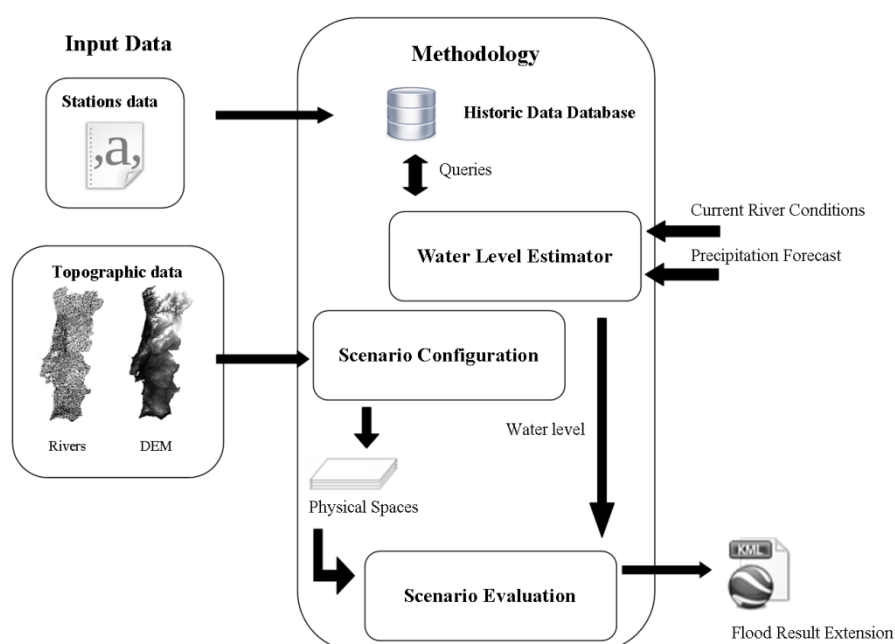 Input Data
Methodology
Stations data
,a,
Historic Data Database
Queries
Current River Conditions
Water Level Estimator
Precipitation Forecast
Topographic data
Scenario Configuration
Rivers
DEM
Water level
Physical Spaces
KML
Scenario Evaluation
Flood Result Extension